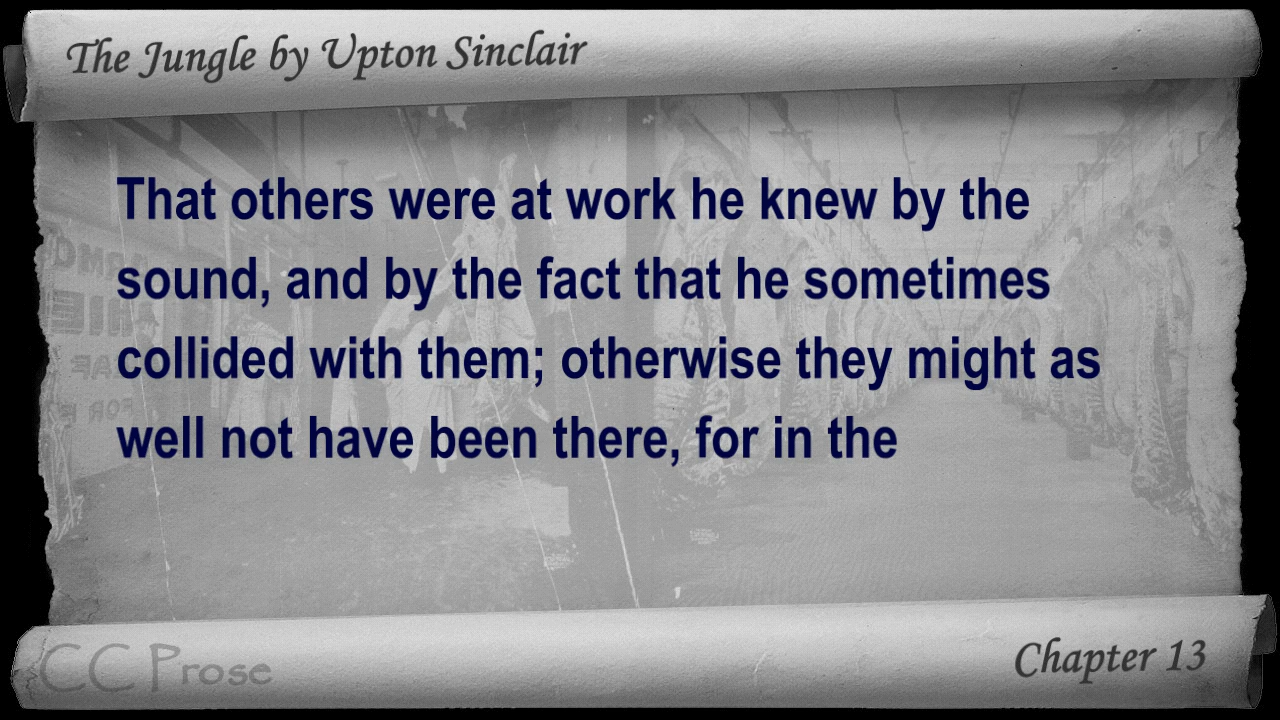 The Jungle by Upton Sinclair
That others were at work he knew by the
sound, and by the fact that he sometimes
collided with them; otherwise they might as
well not have been there, for in the
CC Prose
Chapter 13